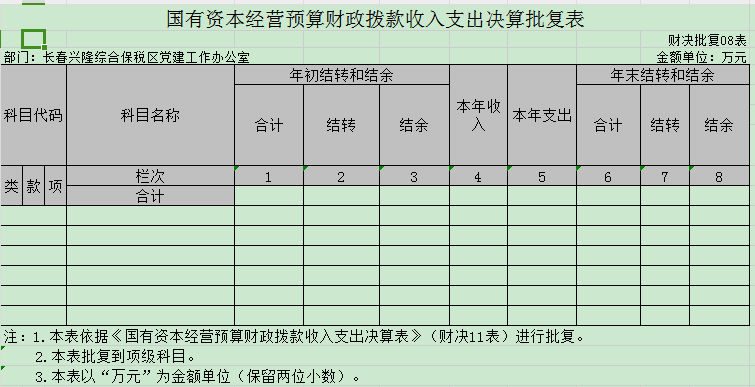 国有资本经营预算财政拨款收入支出决算批复表
财决批复08表
部门：长春兴隆综合保税区党建工作办公室 金额单位：万元
科目代码 科目名称 年初结转和结余 本年收入 本年支出 年末结转和结余
合计 结转 结余 合计 结转 结余
类 款 项 栏次 1 2 3 4 5 6 7 8
合计
注：1.本表依据《国有资本经营预算财政拨款收入支出决算表》（财决11表）进行批复。
2.本表批复到项级科目。
3.本表以“万元”为金额单位（保留两位小数）。